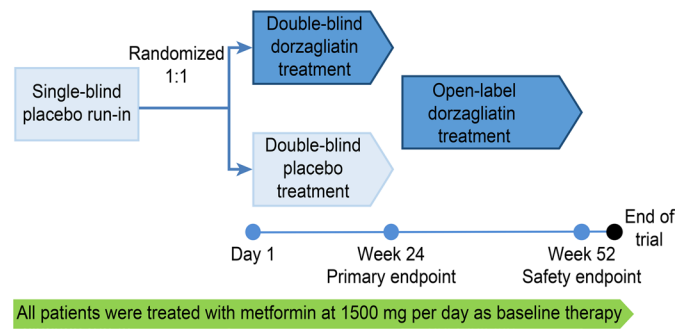 Double-blind
dorzagliatin
treatment
Randomized
1:1
Single-blind
placebo run-in
Open-label
dorzagliatin
treatment
Double-blind
placebo
treatment
End of
trial
Day 1
Week 24
Week 52
Primary endpoint
Safety endpoint
All patients were treated with metformin at 1500 mg per day as baseline therapy